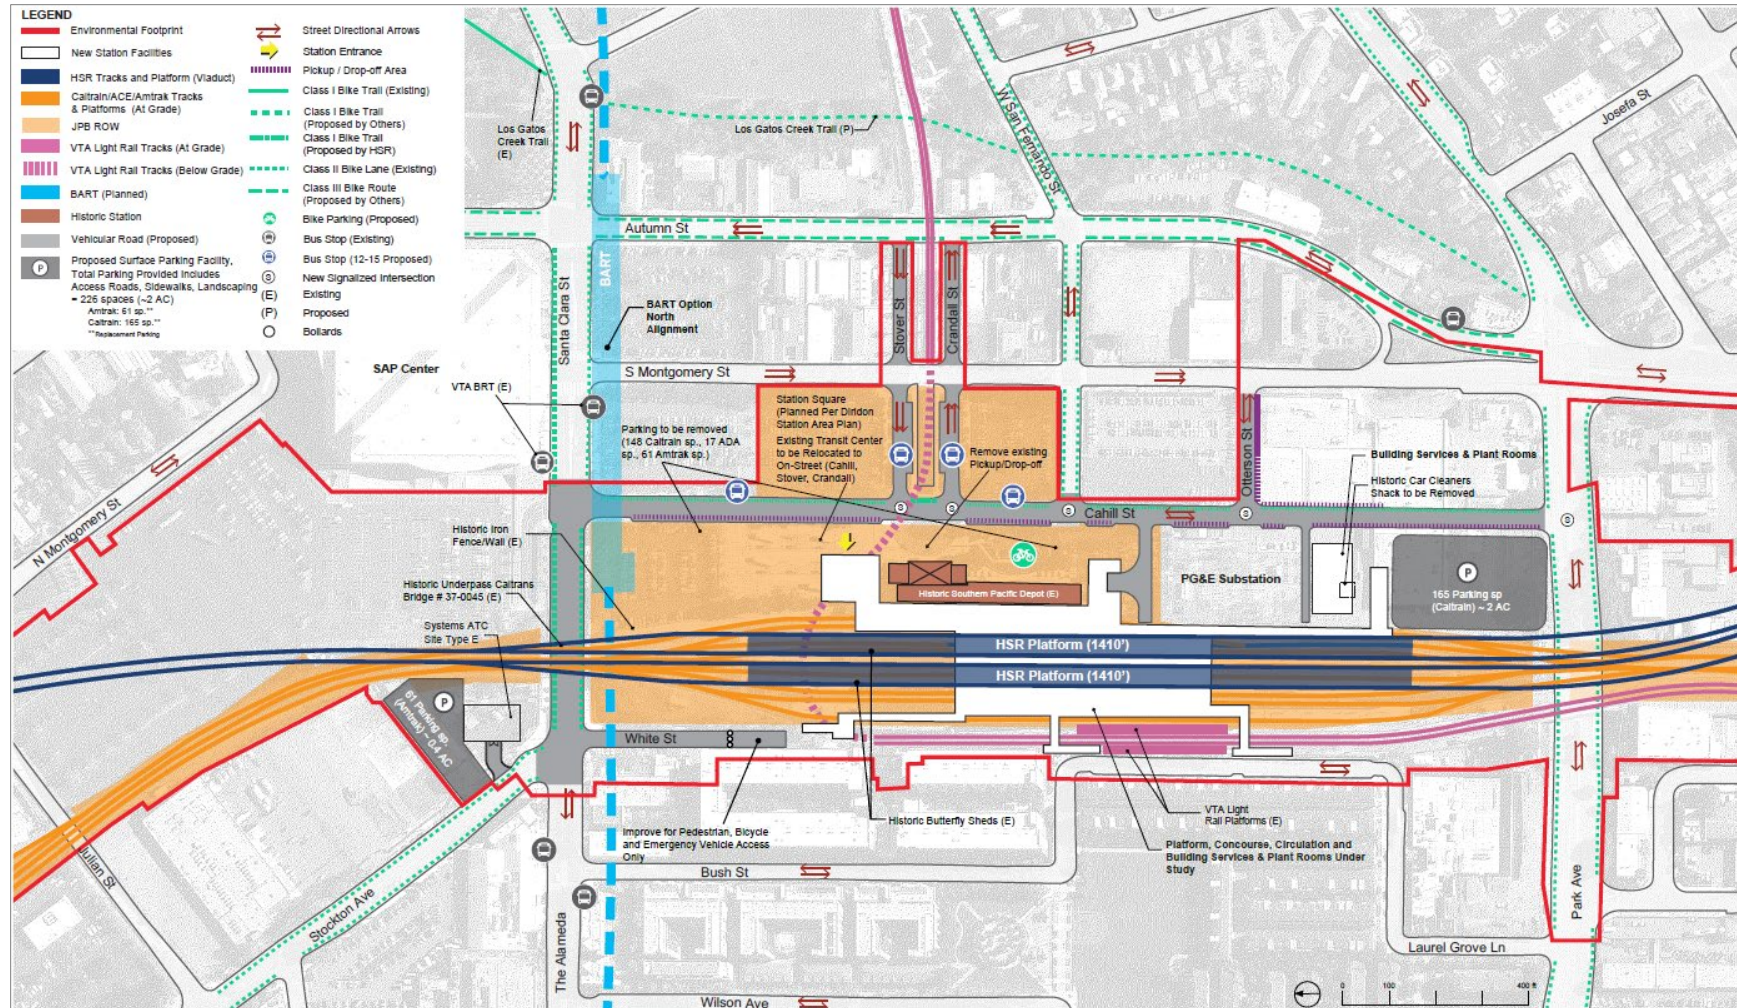 LEGEND
Environmental Footprint
New Station Facilities
HSR Tracks and Platform (Viaduct)
Caltrain/ACE/Amtrak Tracks
& Platforms (At Grade)
JPB ROW
VTA Light Rail Tracks (At Grade)
VTA Light Rail Tracks (Below Grade)
BART (Planned)
Historic Station
Vehicular Road (Proposed)
P
Proposed Surface Parking Facility,
Total Parking Provided Includes
Access Roads, Sidewalks, Landscaping
= 226 spaces (~2 AC)
Amtrak: 61 sp.**
Caltrain: 165 sp.**
**Replacement Parking
Street Directional Arrows
Station Entrance
Pickup / Drop-off Area
Class I Bike Trail (Existing)
Class I Bike Trail
(Proposed by Others)
Class I Bike Trail
(Proposed by HSR)
Class II Bike Lane (Existing)
Class III Bike Route
(Proposed by Others)
Bike Parking (Proposed)
Bus Stop (Existing)
Bus Stop (12-15 Proposed)
S
New Signalized Intersection
(E)
Existing
(P)
Proposed
Bollards
Los Gatos
Creek Trail
(E)
Los Gatos Creek Trail (P)
W San Fernando St
Josefa St
Autumn St
BART
BART Option
North
Alignment
Santa Clara St
Stover St
Crandall St
SAP Center
S Montgomery St
VTA BRT (E)
Station Square
(Planned Per Diridon
Station Area Plan)
Existing Transit Center
to be Relocated to
On-Street (Cahill,
Stover, Crandall)
Parking to be removed
(148 Caltrain sp., 17 ADA
sp., 61 Amtrak sp.)
Remove existing
Pickup/Drop-off
Otterson St
Building Services & Plant Rooms
Historic Car Cleaners
Shack to be Removed
N Montgomery St
S
S
S
Cahill St
S
S
Historic Iron
Fence/Wall (E)
Historic Underpass Caltrans
Bridge # 37-0045 (E)
Historic Southern Pacific Depot (E)
PG&E Substation
P
165 Parking sp
(Caltrain) ~ 2 AC
Systems ATC
Site Type E
HSR Platform (1410')
HSR Platform (1410')
P
61 Parking sp.
(Amtrak) ~ 0.4 AC
White St
Historic Butterfly Sheds (E)
VTA Light
Rail Platforms (E)
Improve for Pedestrian, Bicycle
and Emergency Vehicle Access
Only
Platform, Concourse, Circulation and
Building Services & Plant Rooms Under
Study
Julian St
Stockton Ave
The Alameda
Bush St
Park Ave
Laurel Grove Ln
Wilson Ave
0
100
400 ft